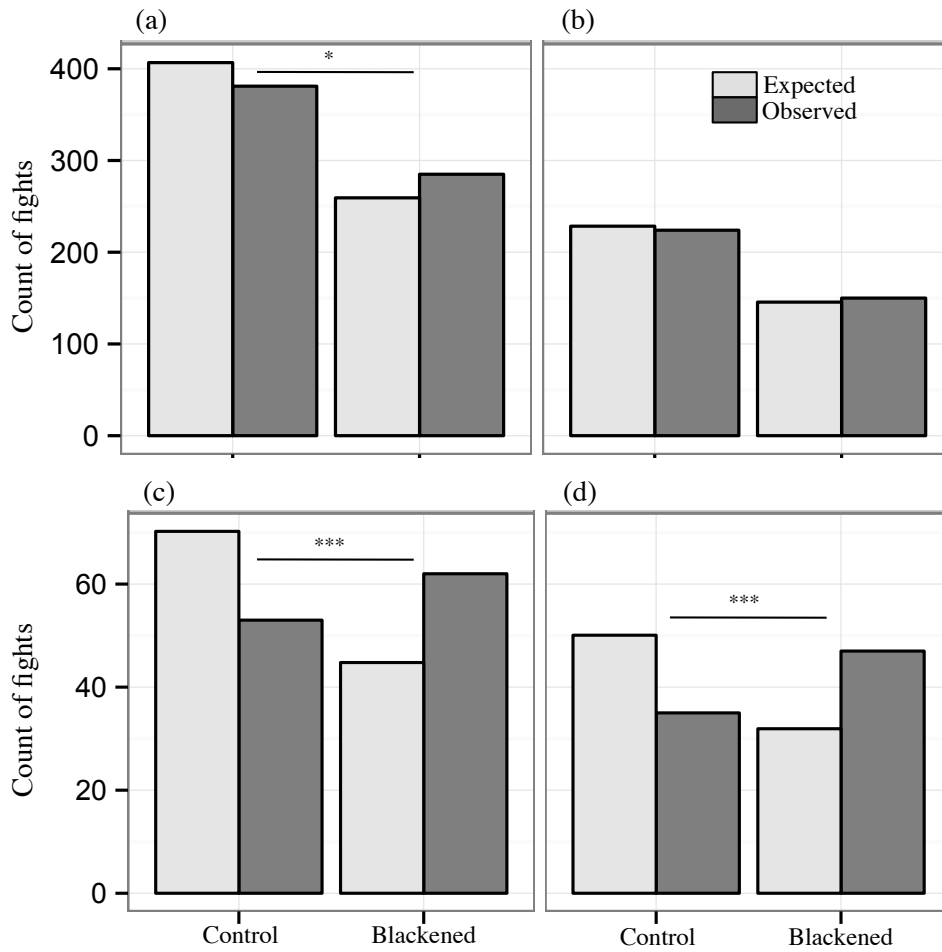 (a)
(b)
*
Expected
Observed
400
300
200
100
0
Count of fights
(c)
(d)
***
***
60
40
20
0
Count of fights
Control
Blackened
Control
Blackened